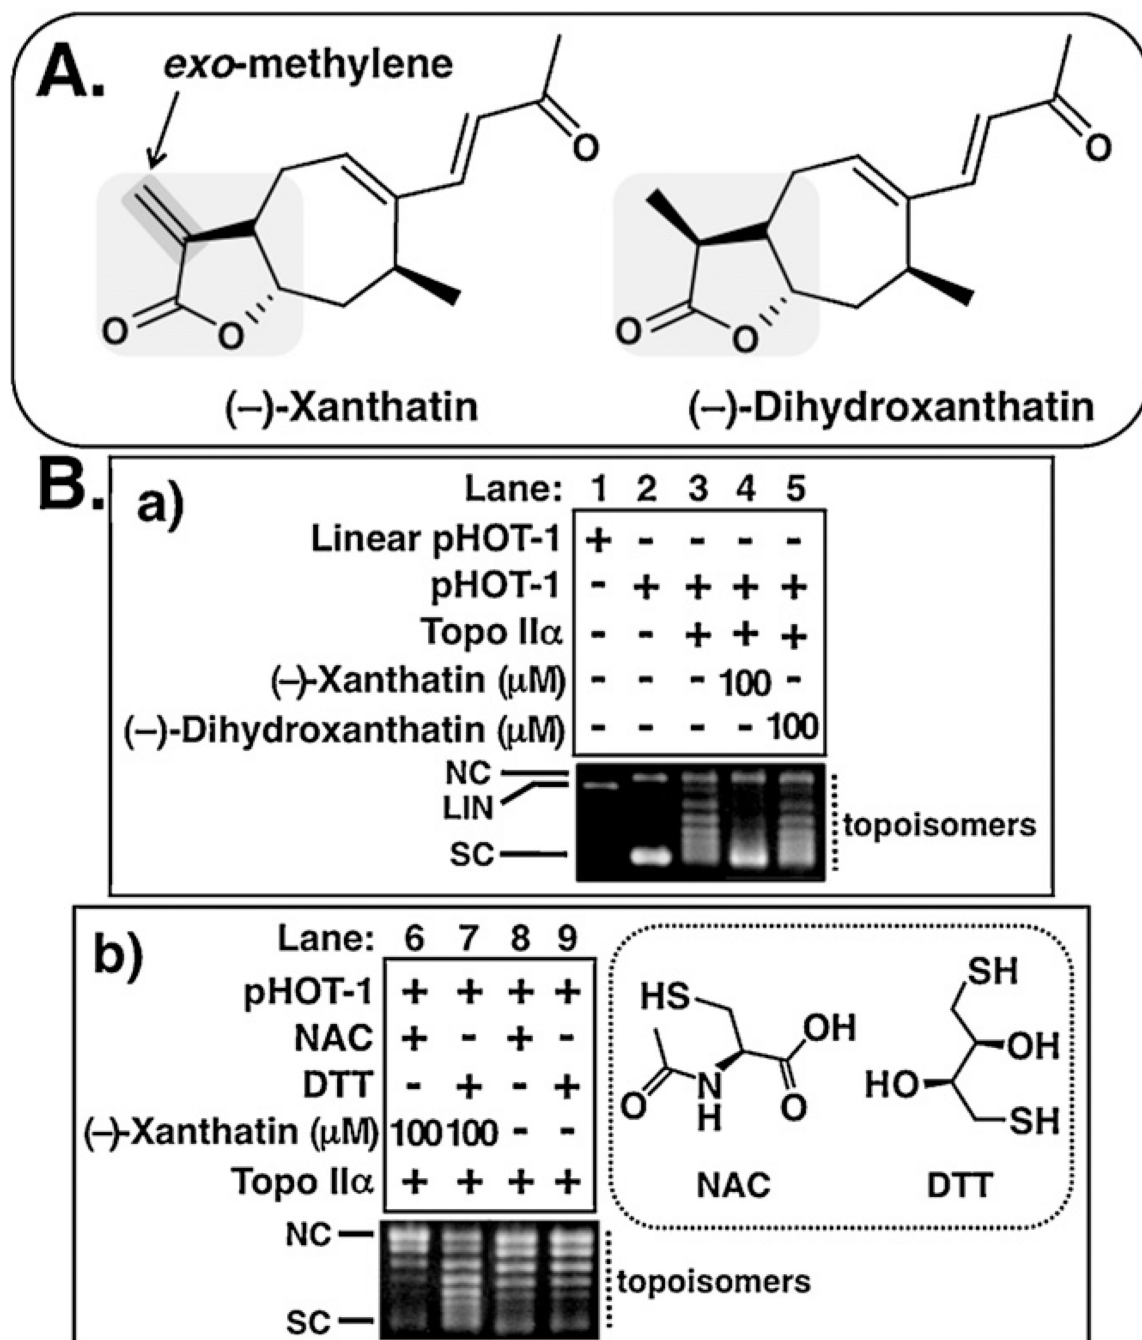 A.
exo-methylene
O
O
O
O
O
O
(–)-Xanthatin
(–)-Dihydroxanthatin
B.
a)
Lane: 1 2 3 4 5
Linear pHOT-1 + - - - -
pHOT-1 - + + + +
Topo IIα - - + + +
(–)-Xanthatin (μM) - - - 100 -
(–)-Dihydroxanthatin (μM) - - - - 100
NC
LIN
SC
topoisomers
b)
Lane: 6 7 8 9
pHOT-1 + + + +
NAC + - + -
DTT - + - +
(–)-Xanthatin (μM) 100 100 - -
Topo IIα + + + +
NC
SC
topoisomers
HS
OH
O
N
H
O
NAC
SH
OH
HO
SH
DTT